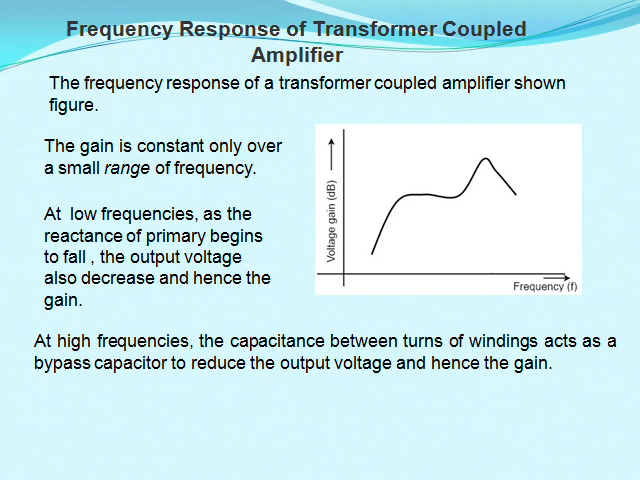 Frequency Response of Transformer Coupled
Amplifier
The frequency response of a transformer coupled amplifier shown
figure.
The gain is constant only over
a small range of frequency.
At low frequencies, as the
reactance of primary begins
to fall , the output voltage
also decrease and hence the
gain.
Voltage gain (dB)
Frequency (f)
At high frequencies, the capacitance between turns of windings acts as a
bypass capacitor to reduce the output voltage and hence the gain.